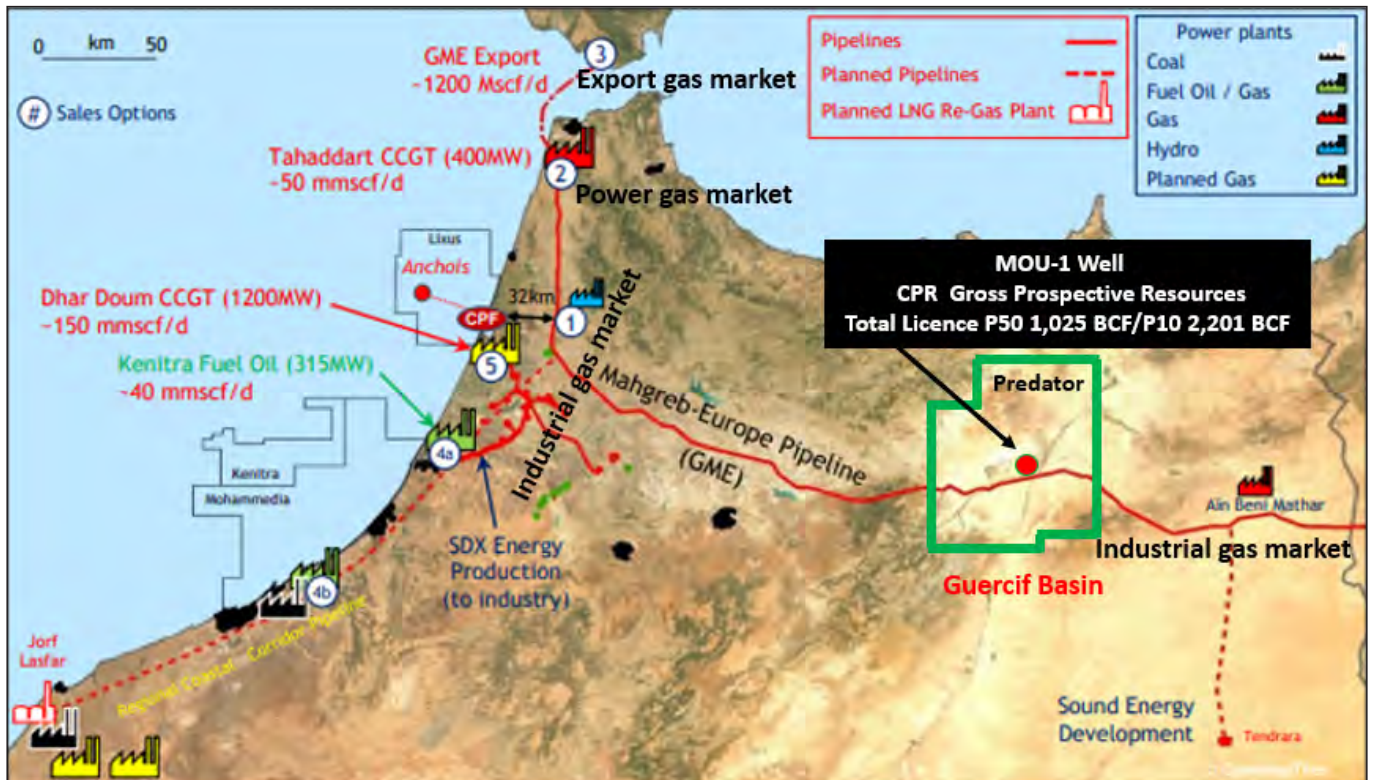 0 km 50
# Sales Options
GME Export
~1200 Mscf/d
3
Export gas market
Pipelines
Planned Pipelines
Planned LNG Re-Gas Plant
Power plants
Coal
Fuel Oil / Gas
Gas
Hydro
Planned Gas
Tahaddart CCGT (400MW)
~50 mmscf/d
2
Power gas market
Lixus
Anchois
CPF
32km
1
Dhar Doum CCGT (1200MW)
~150 mmscf/d
5
Kenitra Fuel Oil (315MW)
~40 mmscf/d
4a
Industrial gas market
Mahgreb-Europe Pipeline
(GME)
MOU-1 Well
CPR Gross Prospective Resources
Total Licence P50 1,025 BCF/P10 2,201 BCF
Predator
Guercif Basin
Ain Beni Mathar
Industrial gas market
Kenitra
Mohammedia
SDX Energy
Production
(to industry)
4b
Regional Coastal Corridor Pipeline
Jorf
Lasfar
Sound Energy
Development
Tendrara